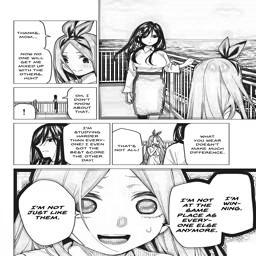 THANKS,
MOM...
NOW NO
ONE WILL
GET ME
MIXED UP
WITH THE
OTHERS,
HUH?
OH, I
DON'T
KNOW
ABOUT
THAT.
!
WHAT
YOU WEAR
DOESN'T
MAKE MUCH
DIFFERENCE.
THAT'S
NOT ALL!
I'M
STUDYING
HARDER
THAN EVERY-
ONE! I EVEN
GOT THE
BEST SCORE
THE OTHER
DAY!
I'M
WIN-
NING.
I'M NOT
AT THE
SAME
PLACE AS
EVERY-
ONE ELSE
ANYMORE.
I'M NOT
JUST LIKE
THEM.